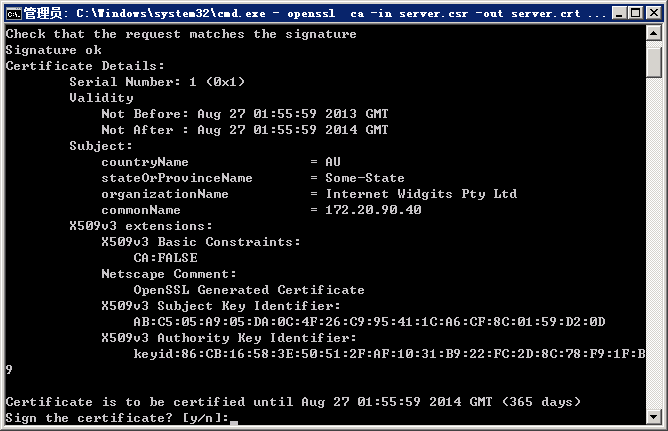 管理员: C:\Windows\system32\cmd.exe - openssl  ca -in server.csr -out server.crt ...
Check that the request matches the signature
Signature ok
Certificate Details:
        Serial Number: 1 (0x1)
        Validity
            Not Before: Aug 27 01:55:59 2013 GMT
            Not After : Aug 27 01:55:59 2014 GMT
        Subject:
            countryName               = AU
            stateOrProvinceName       = Some-State
            organizationName          = Internet Widgits Pty Ltd
            commonName                = 172.20.90.40
        X509v3 extensions:
            X509v3 Basic Constraints:
                CA:FALSE
            Netscape Comment:
                OpenSSL Generated Certificate
            X509v3 Subject Key Identifier:
                AB:C5:05:A9:05:DA:0C:4F:26:C9:95:41:1C:A6:CF:8C:01:59:D2:0D
            X509v3 Authority Key Identifier:
                keyid:86:CB:16:58:3E:50:51:2F:AF:10:31:B9:22:FC:2D:8C:78:F9:1F:B
9
Certificate is to be certified until Aug 27 01:55:59 2014 GMT (365 days)
Sign the certificate? [y/n]: